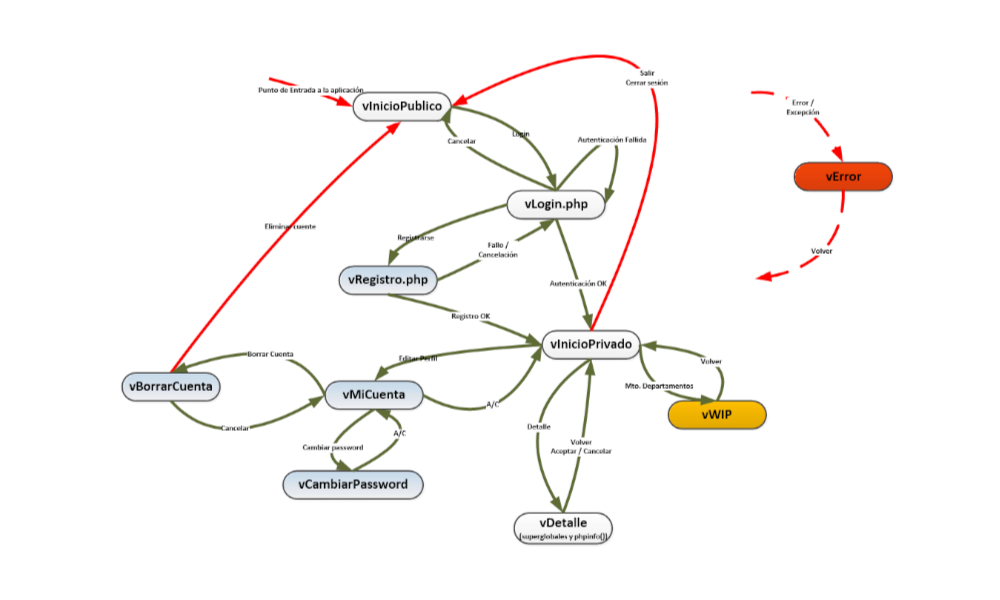 Salir
Cerrar sesión
Punto de Entrada a la aplicación
vInicioPublico
Error /
Excepción
Login
Cancelar
Autenticación Fallida
vError
vLogin.php
Eliminar cuente
Registrarse
Fallo /
Cancelación
Volver
vRegistro.php
Autenticación OK
Registro OK
vInicioPrivado
Borrar Cuenta
Editar Perfil
Volver
vBorrarCuenta
vMiCuenta
Mto. Departamentos
A/C
vWIP
Cancelar
A/C
Detalle
Cambiar password
Volver
Aceptar / Cancelar
vCambiarPassword
vDetalle
(superglobales y phpinfo())